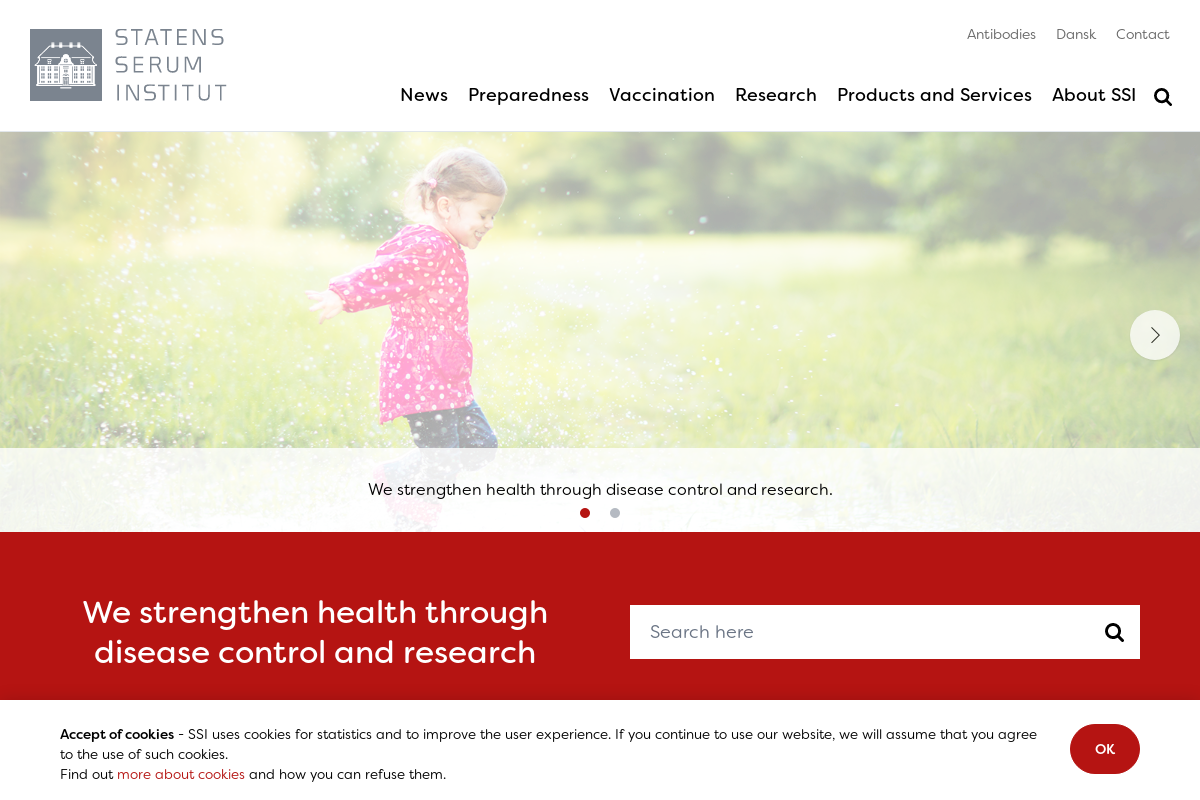 STATENS
SERUM
INSTITUT
Antibodies Dansk Contact
News Preparedness Vaccination Research Products and Services About SSI
We strengthen health through disease control and research.
We strengthen health through
disease control and research
Search here
Accept of cookies - SSI uses cookies for statistics and to improve the user experience. If you continue to use our website, we will assume that you agree
to the use of such cookies.
Find out more about cookies and how you can refuse them.
OK